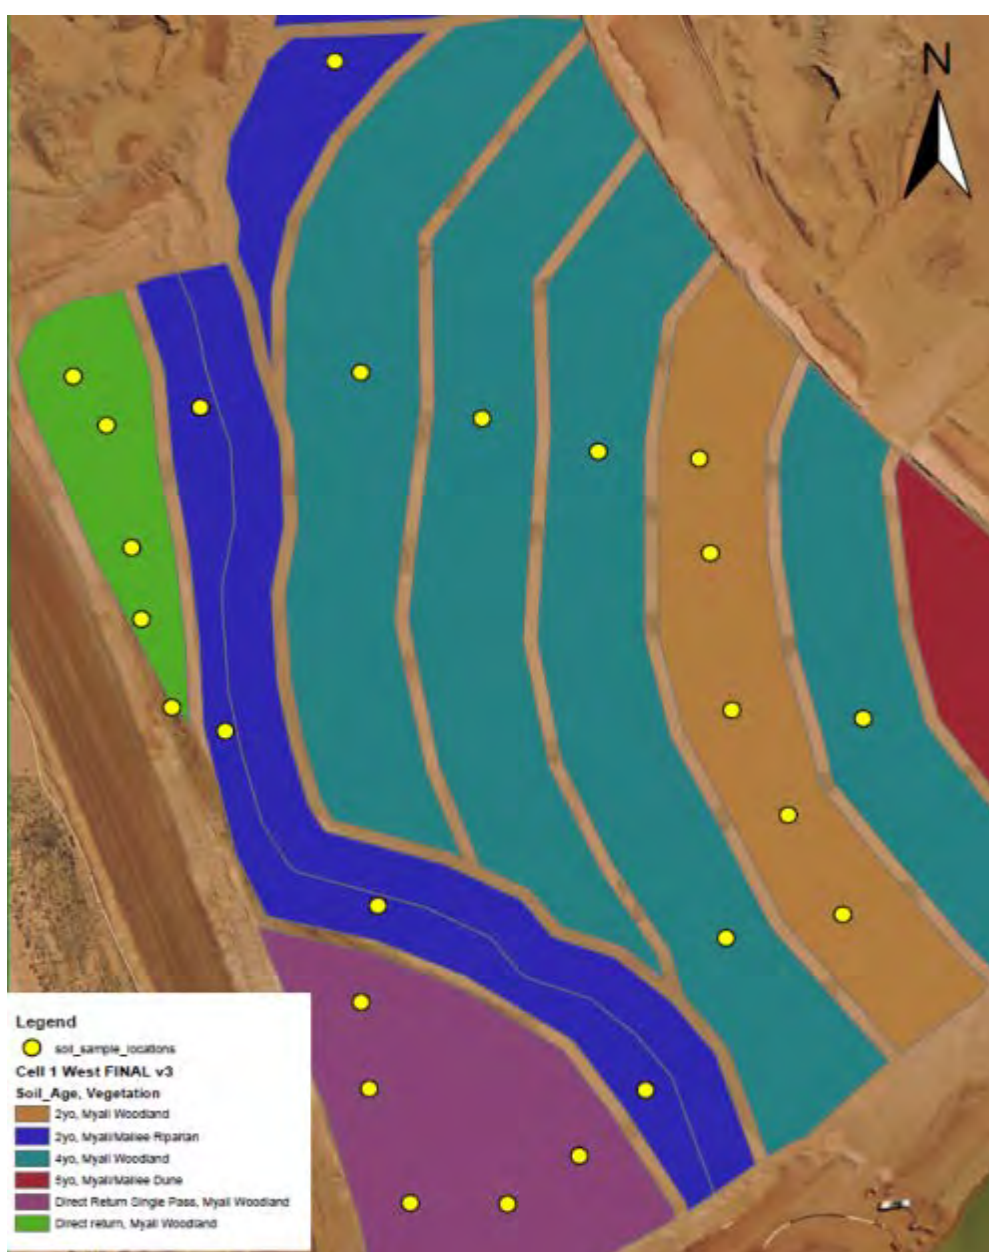 N
Legend
soil_sample_locations
Cell 1 West FINAL v3
Soil_Age, Vegetation
2yo, Myall Woodland
2yo, Myall/Mallee Riparian
4yo, Myall Woodland
5yo, Myall/Mallee Dune
Direct Return Single Pass, Myall Woodland
Direct return, Myall Woodland